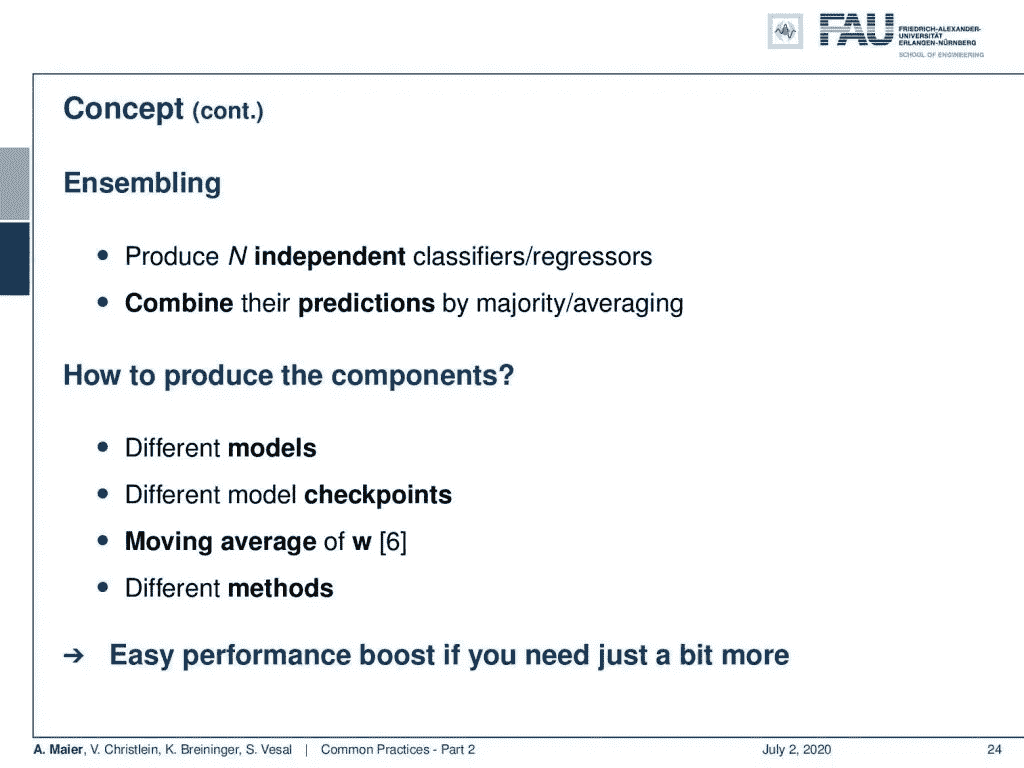 FAU
FRIEDRICH-ALEXANDER-
UNIVERSITÄT
ERLANGEN-NÜRNBERG
SCHOOL OF ENGINEERING
Concept (cont.)
Ensembling
• Produce N independent classifiers/regressors
• Combine their predictions by majority/averaging
How to produce the components?
• Different models
• Different model checkpoints
• Moving average of w [6]
• Different methods
➔ Easy performance boost if you need just a bit more
A. Maier, V. Christlein, K. Breininger, S. Vesal | Common Practices - Part 2 July 2, 2020 24